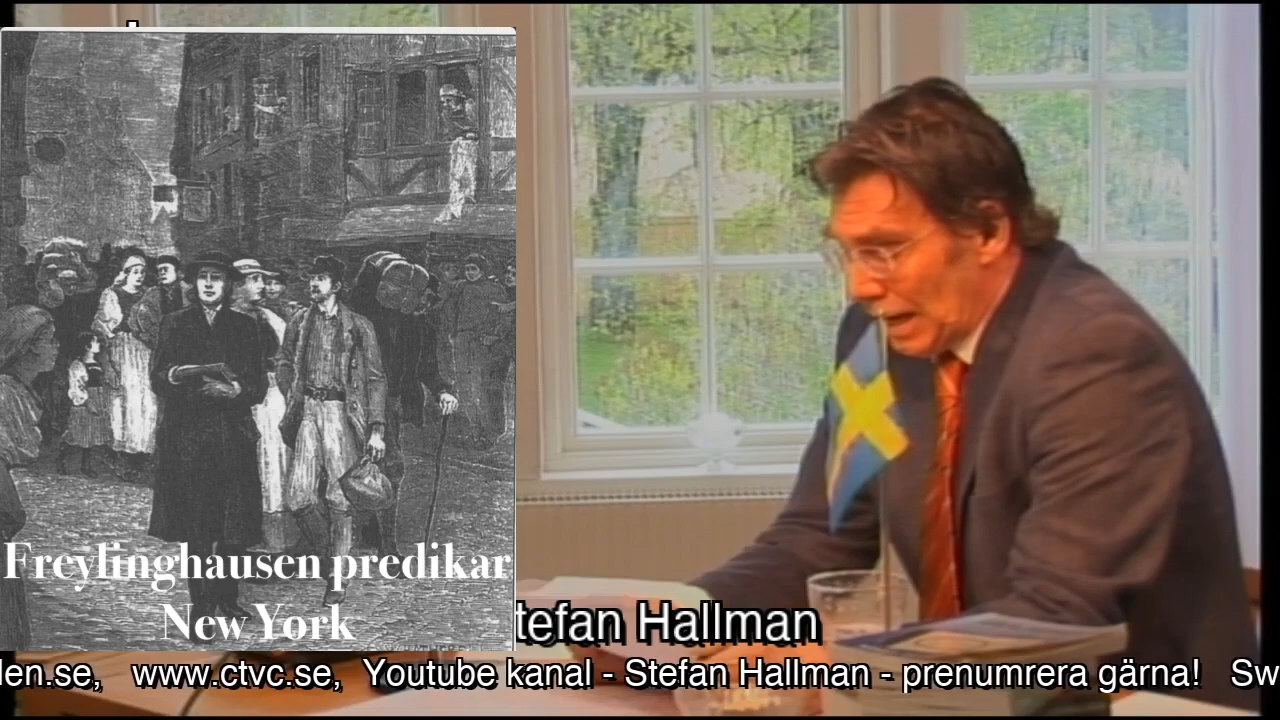 Freylinghausen predikar
New York
tefan Hallman
len.se, www.ctvc.se, Youtube kanal - Stefan Hallman - prenumrera gärna! Sw